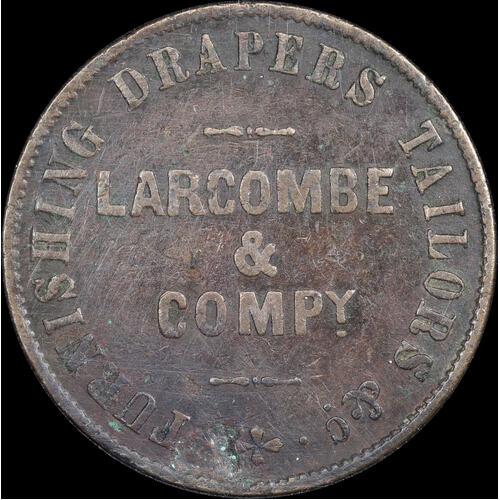 FURNISHING DRAPERS TAILORS &c.
LARCOMBE
&
COMPY